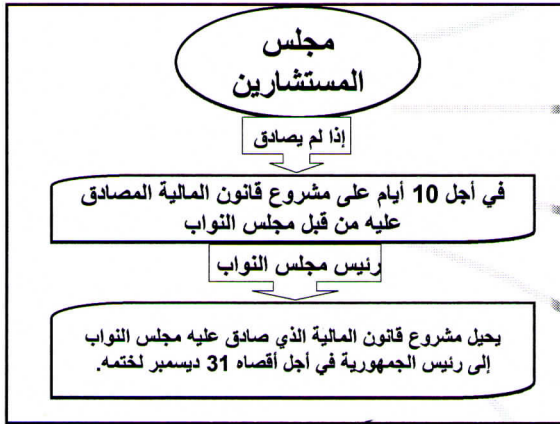 مجلس
المستشارين
إذا لم يصادق
في أجل 10 أيام على مشروع قانون المالية المصادق
عليه من قبل مجلس النواب
رئيس مجلس النواب
يحيل مشروع قانون المالية الذي صادق عليه مجلس النواب
إلى رئيس الجمهورية في أجل أقصاه 31 ديسمبر لختمه.